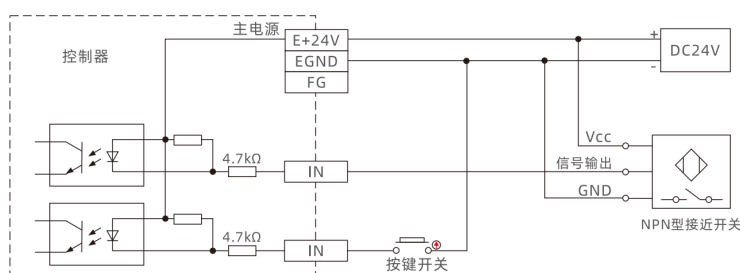 主电源
控制器
E+24V
EGND
FG
+
-
DC24V
4.7kΩ
IN
Vcc
信号输出
GND
NPN型接近开关
4.7kΩ
IN
按键开关